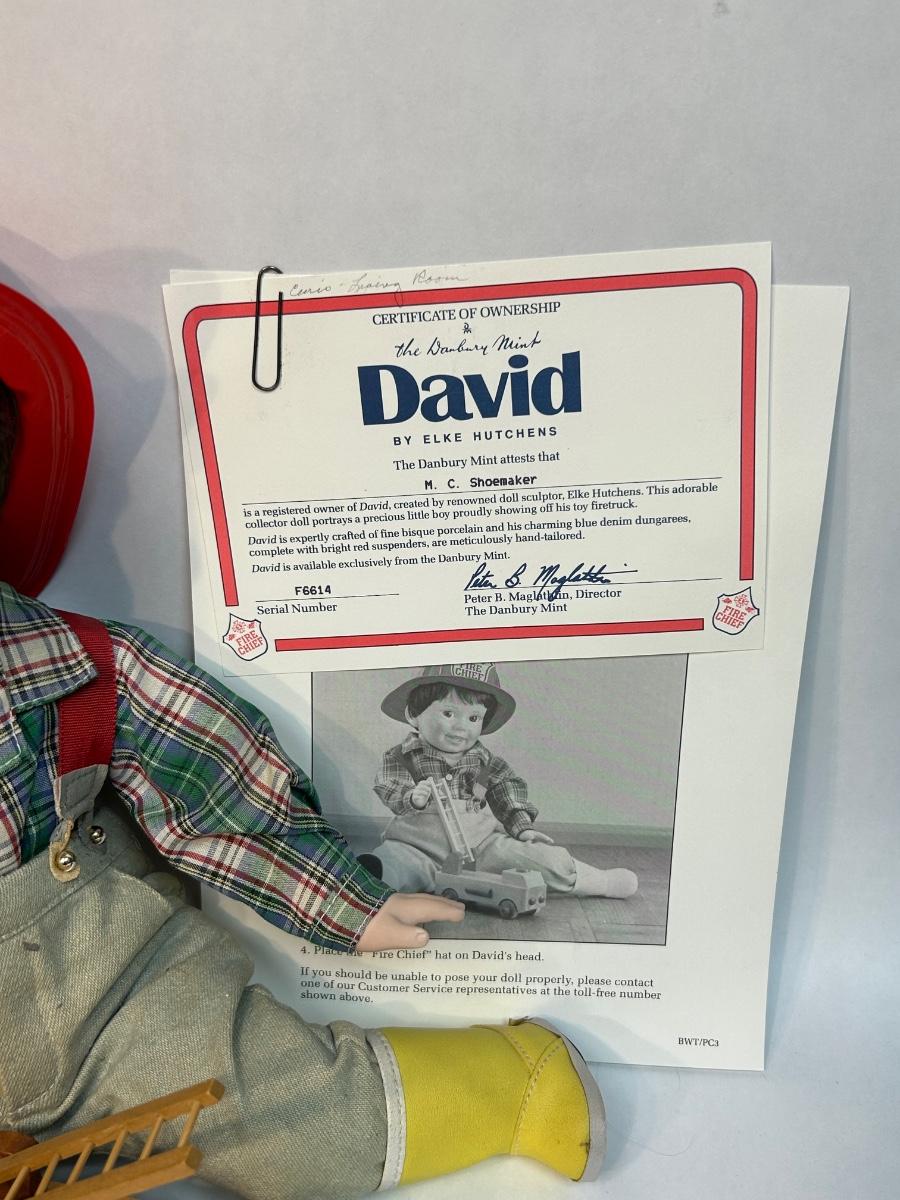 Curio - Living Room
CERTIFICATE OF OWNERSHIP
the Danbury Mint
David
BY ELKE HUTCHENS
The Danbury Mint attests that
M. C. Shoemaker
is a registered owner of David, created by renowned doll sculptor, Elke Hutchens. This adorable
collector doll portrays a precious little boy proudly showing off his toy firetruck.
David is expertly crafted of fine bisque porcelain and his charming blue denim dungarees,
complete with bright red suspenders, are meticulously hand-tailored.
David is available exclusively from the Danbury Mint.
Peter B. Maglathlin
F6614
Serial Number
Peter B. Maglathlin, Director
The Danbury Mint
FIRE
CHIEF
FIRE
CHIEF
FIRE
CHIEF
4. Place the "Fire Chief" hat on David's head.
If you should be unable to pose your doll properly, please contact
one of our Customer Service representatives at the toll-free number
shown above.
BWT/PC3